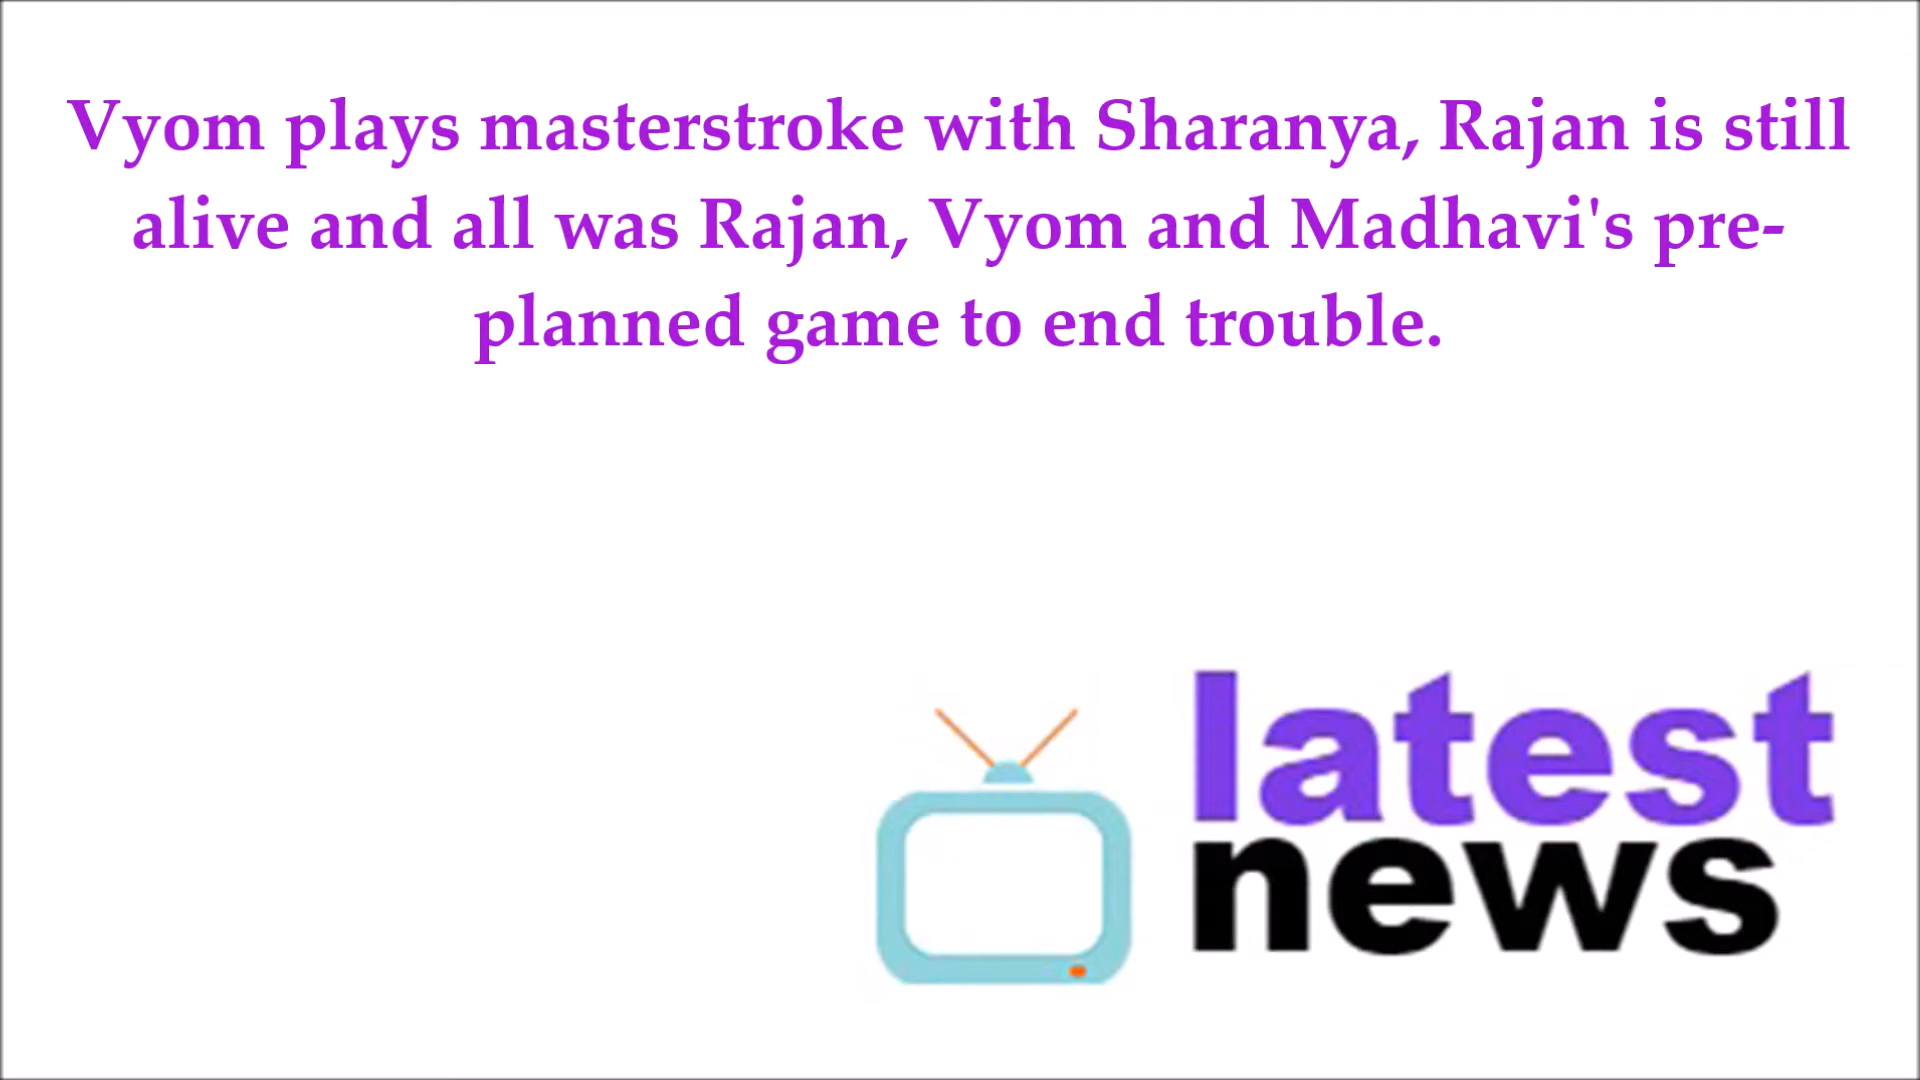 Vyom plays masterstroke with Sharanya, Rajan is still
alive and all was Rajan, Vyom and Madhavi's pre-
planned game to end trouble.
latest
news